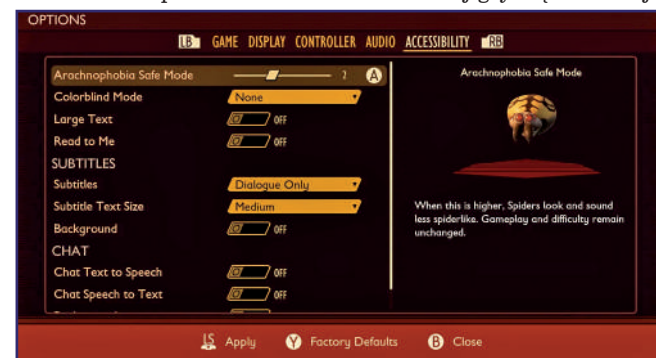 OPTIONS
LB GAME DISPLAY CONTROLLER AUDIO ACCESSIBILITY RB
Arachnophobia Safe Mode 2 A
Colorblind Mode None
Large Text OFF
Read to Me OFF
SUBTITLES
Subtitles Dialogue Only
Subtitle Text Size Medium
Background OFF
CHAT
Chat Text to Speech OFF
Chat Speech to Text OFF
Arachnophobia Safe Mode
When this is higher, Spiders look and sound
less spiderlike. Gameplay and difficulty remain
unchanged.
LS Apply Y Factory Defaults B Close